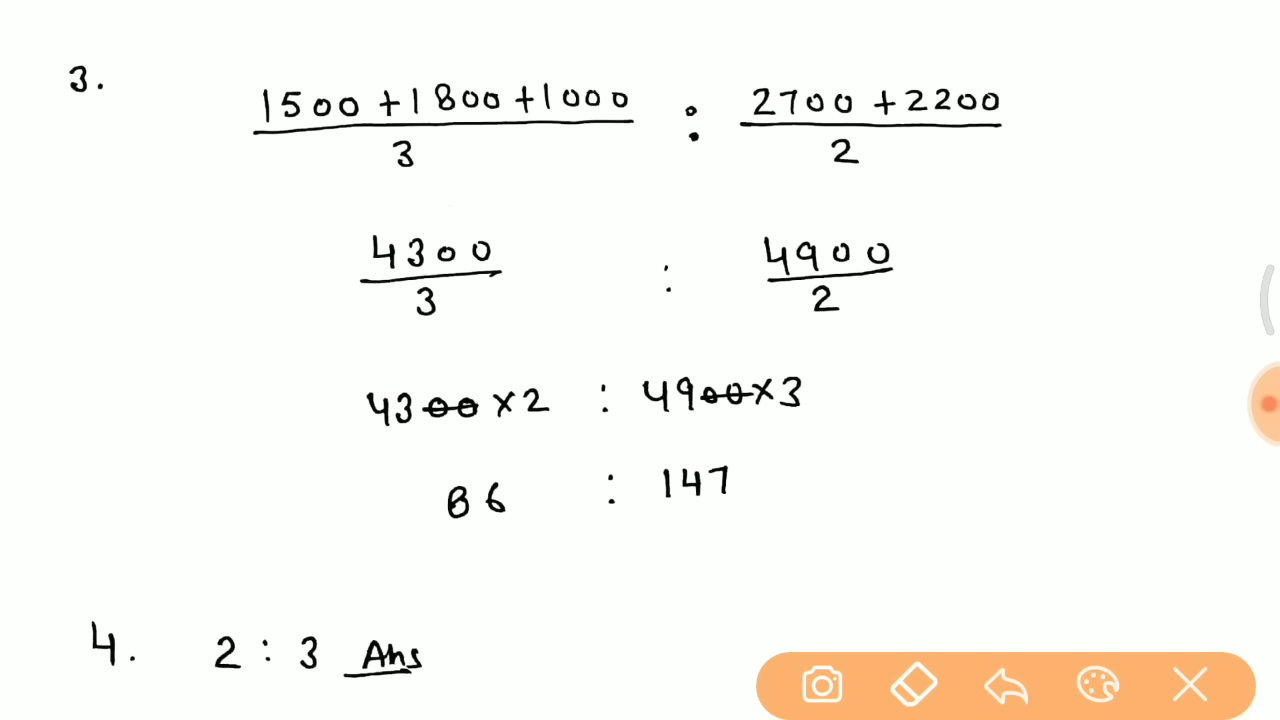 3.
1500 + 1800 + 1000 : 2700 + 2200
3 2
4300 : 4900
3 2
4300 × 2 : 4900 × 3
86 : 147
4. 2 : 3 Ans